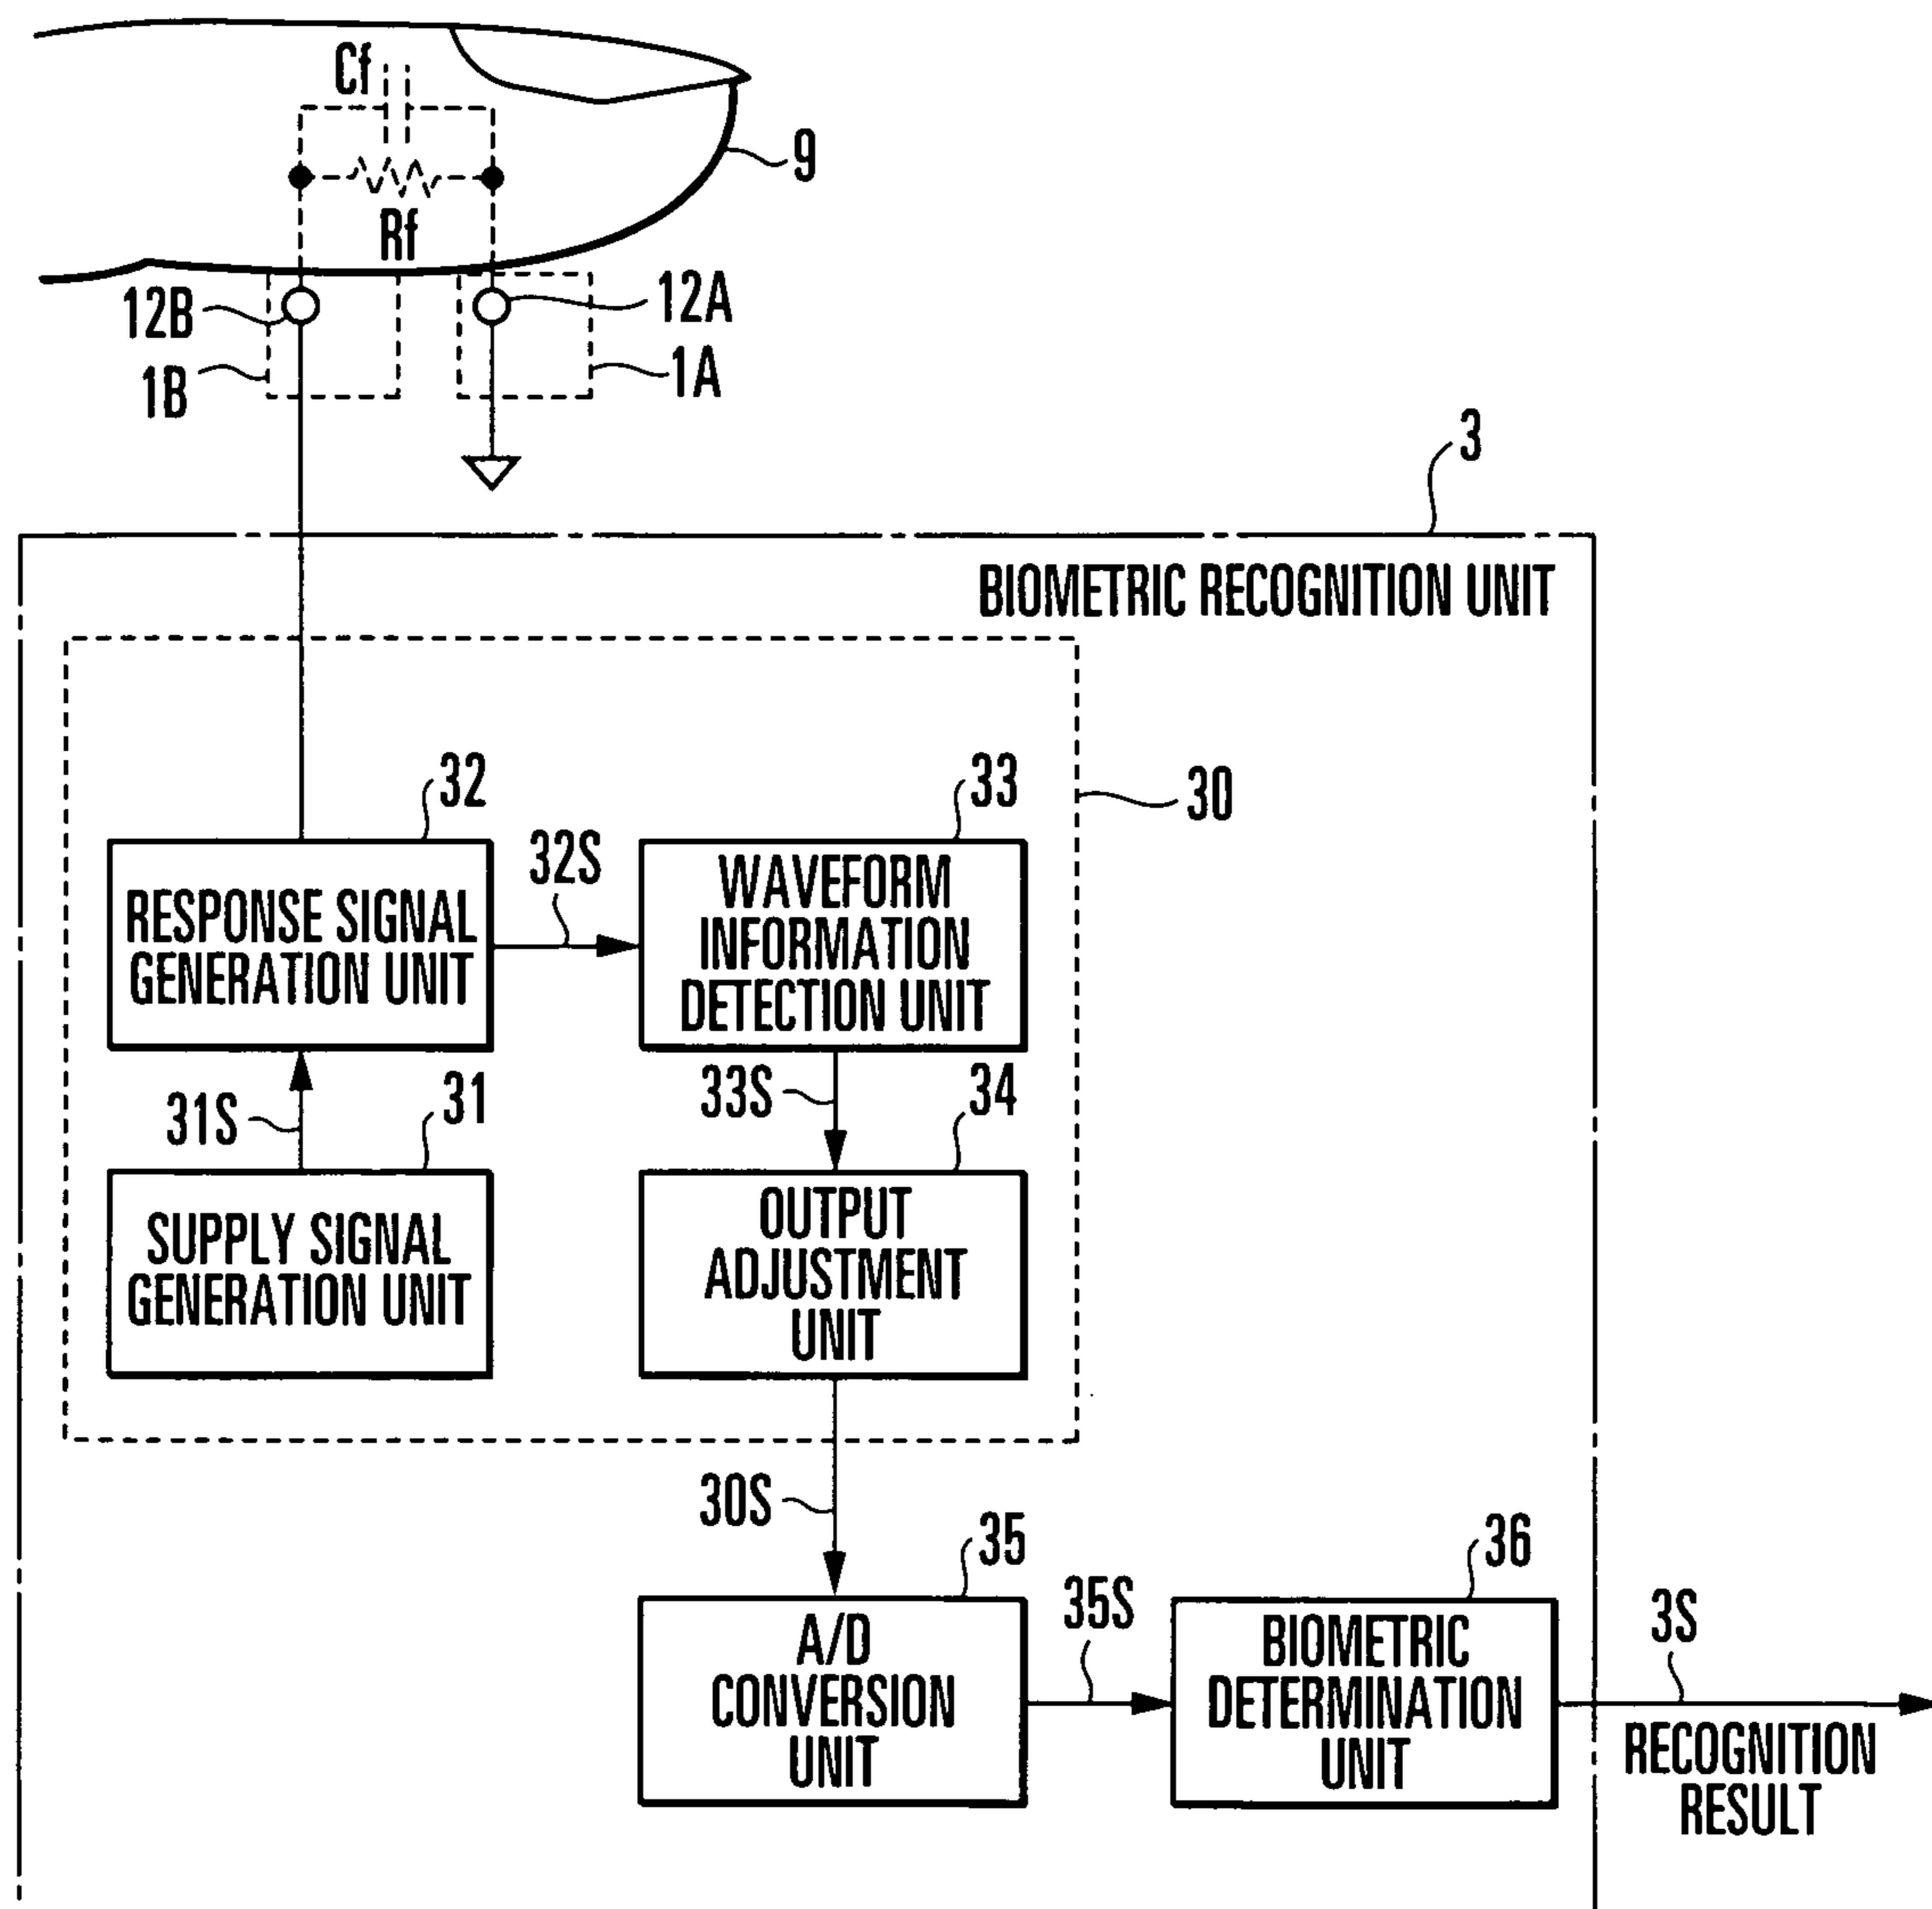 Cf
9
Rf
12B
12A
1B
1A
3
BIOMETRIC RECOGNITION UNIT
32
33
30
32S
RESPONSE SIGNAL
GENERATION UNIT
WAVEFORM
INFORMATION
DETECTION UNIT
31S
31
33S
34
SUPPLY SIGNAL
GENERATION UNIT
OUTPUT
ADJUSTMENT
UNIT
30S
35
36
35S
3S
A/D
CONVERSION
UNIT
BIOMETRIC
DETERMINATION
UNIT
RECOGNITION
RESULT